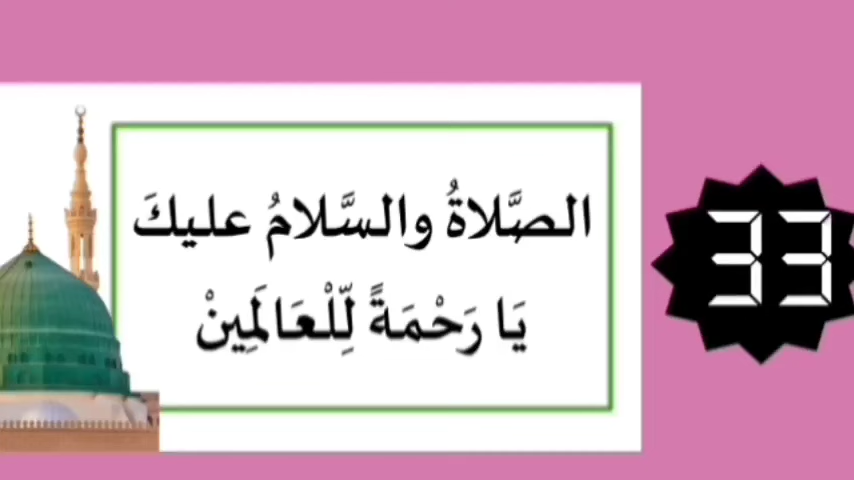 الصَّلاةُ والسَّلامُ عليكَ
يَا رَحْمَةً لِّلْعَالَمِينْ
33